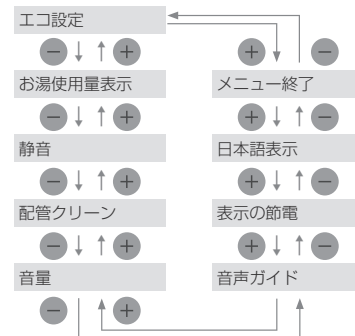 エコ設定
お湯使用量表示
静音
配管クリーン
音量
メニュー終了
日本語表示
表示の節電
音声ガイド